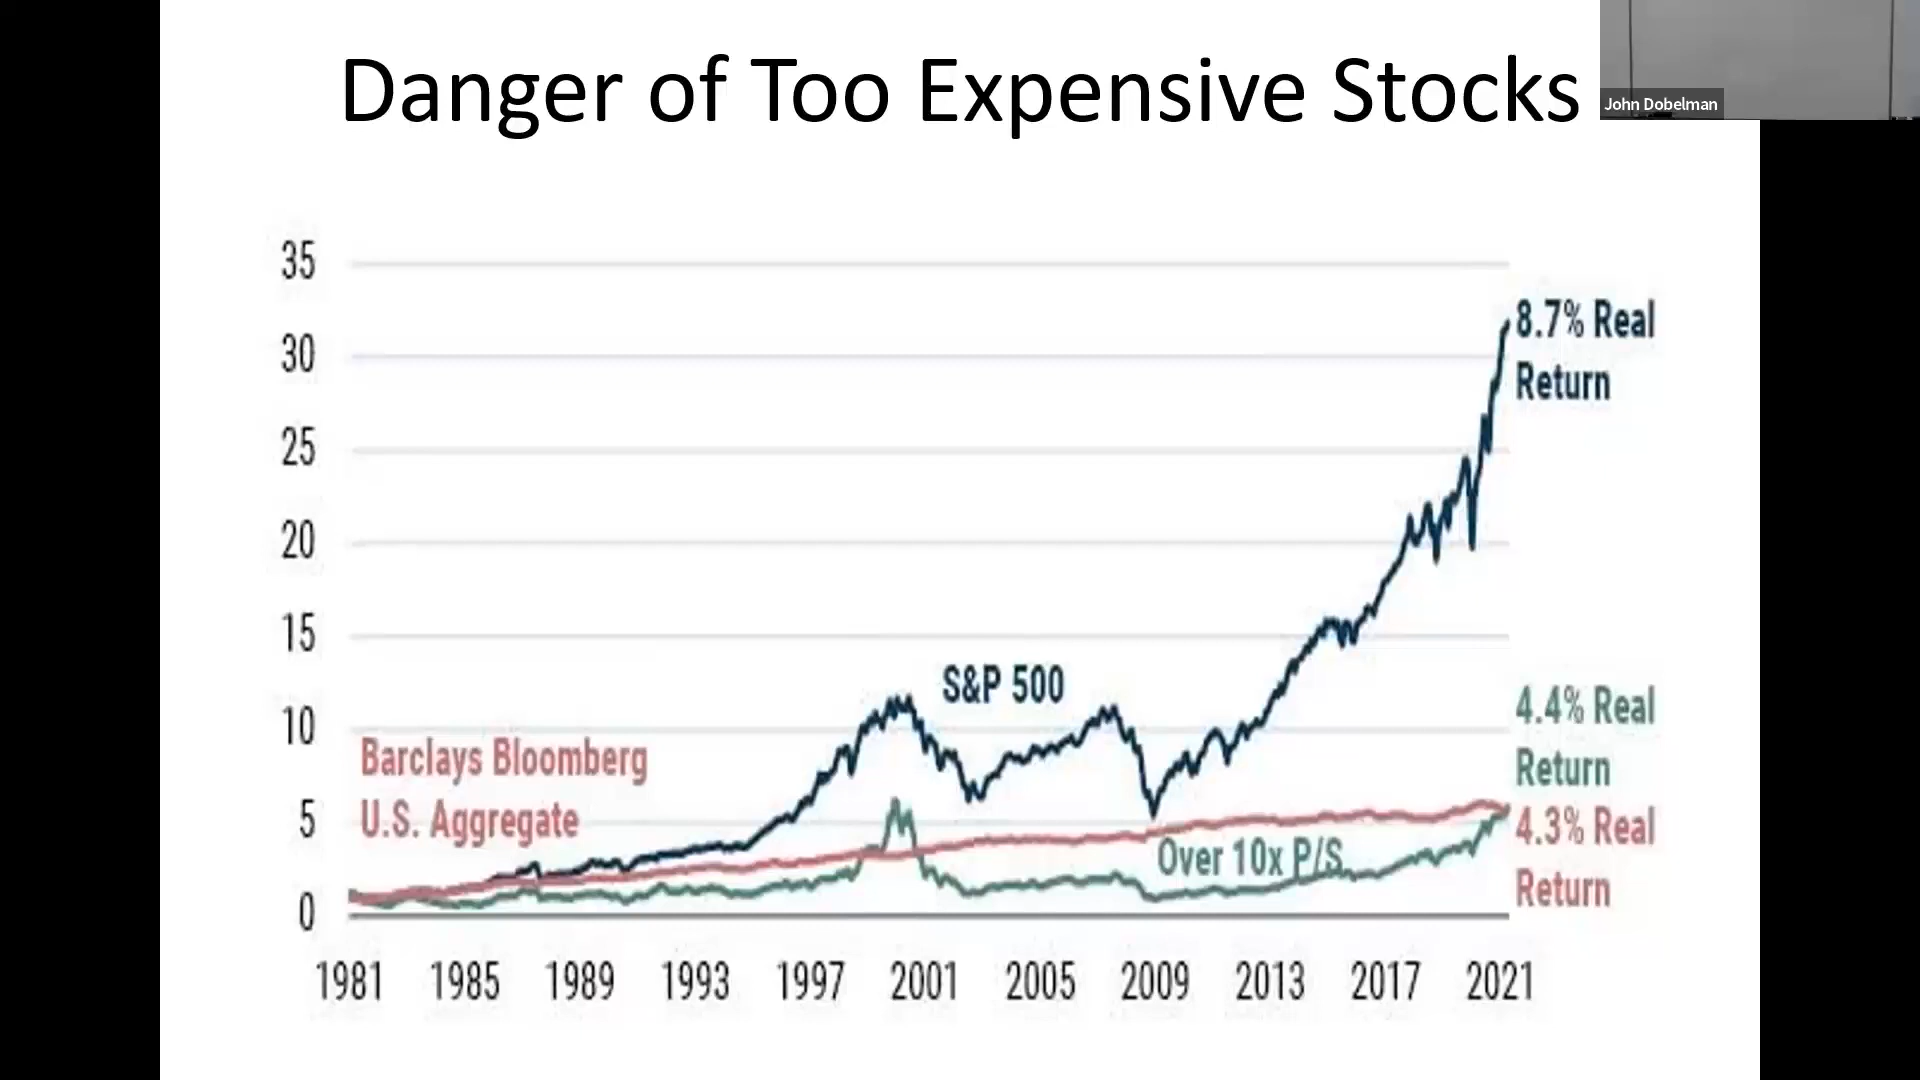 Danger of Too Expensive Stocks
John Dobelman
35
30
25
20
15
10
5
0
8.7% Real
Return
S&P 500
Barclays Bloomberg
U.S. Aggregate
4.4% Real
Return
Over 10x P/S
4.3% Real
Return
1981 1985 1989 1993 1997 2001 2005 2009 2013 2017 2021